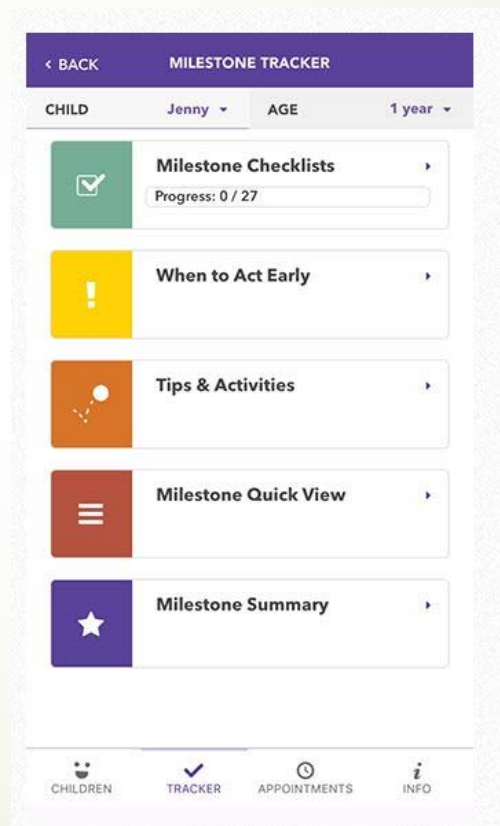 < BACK MILESTONE TRACKER
CHILD Jenny AGE 1 year
Milestone Checklists
Progress: 0 / 27
When to Act Early
!
Tips & Activities
Milestone Quick View
Milestone Summary
CHILDREN TRACKER APPOINTMENTS i INFO